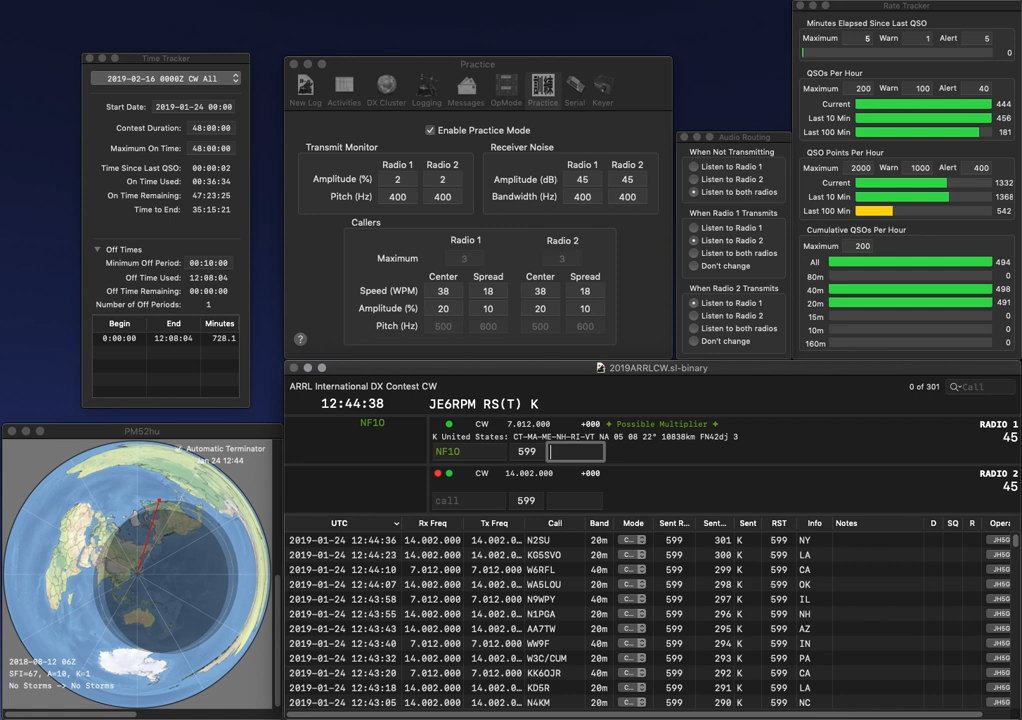 Time Tracker
2019-02-16 0000Z CW All
Start Date: 2019-01-24 00:00
Contest Duration: 48:00:00
Maximum On Time: 48:00:00
Time Since Last QSO: 00:00:02
On Time Used: 00:36:34
On Time Remaining: 47:23:25
Time to End: 35:15:21
Off Times
Minimum Off Period: 00:10:00
Off Time Used: 12:08:04
Off Time Remaining: 00:00:00
Number of Off Periods: 1
Begin End Minutes
0:00:00 12:08:04 728.1
Practice
New Log Activities DX Cluster Logging Messages OpMode Practice Serial Keyer
Enable Practice Mode
Transmit Monitor Receiver Noise
Radio 1 Radio 2 Radio 1 Radio 2
Amplitude (%) 2 2 Amplitude (dB) 45 45
Pitch (Hz) 400 400 Bandwidth (Hz) 400 400
Callers
Radio 1 Radio 2
Maximum 3 3
Center Spread Center Spread
Speed (WPM) 38 18 38 18
Amplitude (%) 20 10 20 10
Pitch (Hz) 500 600 500 600
?
Audio Routing
When Not Transmitting
Listen to Radio 1
Listen to Radio 2
Listen to both radios
When Radio 1 Transmits
Listen to Radio 1
Listen to Radio 2
Listen to both radios
Don't change
When Radio 2 Transmits
Listen to Radio 1
Listen to Radio 2
Listen to both radios
Don't change
Rate Tracker
Minutes Elapsed Since Last QSO
Maximum 5 Warn 1 Alert 5
0
QSOs Per Hour
Maximum 200 Warn 100 Alert 40
Current 444
Last 10 Min 456
Last 100 Min 181
QSO Points Per Hour
Maximum 2000 Warn 1000 Alert 400
Current 1332
Last 10 Min 1368
Last 100 Min 542
Cumulative QSOs Per Hour
Maximum 200
All 494
80m 0
40m 498
20m 491
15m 0
10m 0
160m 0
PM52hu
Automatic Terminator
Jan 24 12:44
2018-08-12 06Z
SFI=67, A=10, K=1
No Storms -> No Storms
2019ARRLCW.sl-binary
ARRL International DX Contest CW 0 of 301 Call
12:44:38 JE6RPM RS(T) K
NF1O CW 7.012.000 +000 ✦ Possible Multiplier ✦ RADIO 1
K United States: CT-MA-ME-NH-RI-VT NA 05 08 22° 10838km FN42dj 3 45
NF1O 599
CW 14.002.000 +000 RADIO 2
45
call 599
UTC Rx Freq Tx Freq Call Band Mode Sent R... Sent... Sent RST Info Notes D SQ R Opera
2019-01-24 12:44:36 14.002.000 14.002.0... N2SU 20m C... 599 301 K 599 NY JH5G
2019-01-24 12:44:23 14.002.000 14.002.0... KG5SVO 20m C... 599 300 K 599 LA JH5G
2019-01-24 12:44:10 7.012.000 7.012.000 W6RFL 40m C... 599 299 K 599 CA JH5G
2019-01-24 12:44:07 14.002.000 14.002.0... WA5LOU 20m C... 599 298 K 599 OK JH5G
2019-01-24 12:43:58 7.012.000 7.012.000 N9WPY 40m C... 599 297 K 599 IL JH5G
2019-01-24 12:43:55 14.002.000 14.002.0... N1PGA 20m C... 599 296 K 599 NH JH5G
2019-01-24 12:43:43 14.002.000 14.002.0... AA7TW 20m C... 599 295 K 599 AZ JH5G
2019-01-24 12:43:40 7.012.000 7.012.000 WW9F 40m C... 599 294 K 599 IN JH5G
2019-01-24 12:43:32 14.002.000 14.002.0... W3C/CUM 20m C... 599 293 K 599 PA JH5G
2019-01-24 12:43:20 7.012.000 7.012.000 KK6OJR 40m C... 599 292 K 599 CA JH5G
2019-01-24 12:43:18 14.002.000 14.002.0... KD5R 20m C... 599 291 K 599 LA JH5G
2019-01-24 12:43:05 14.002.000 14.002.0... N4KM 20m C... 599 290 K 599 NC JH5G